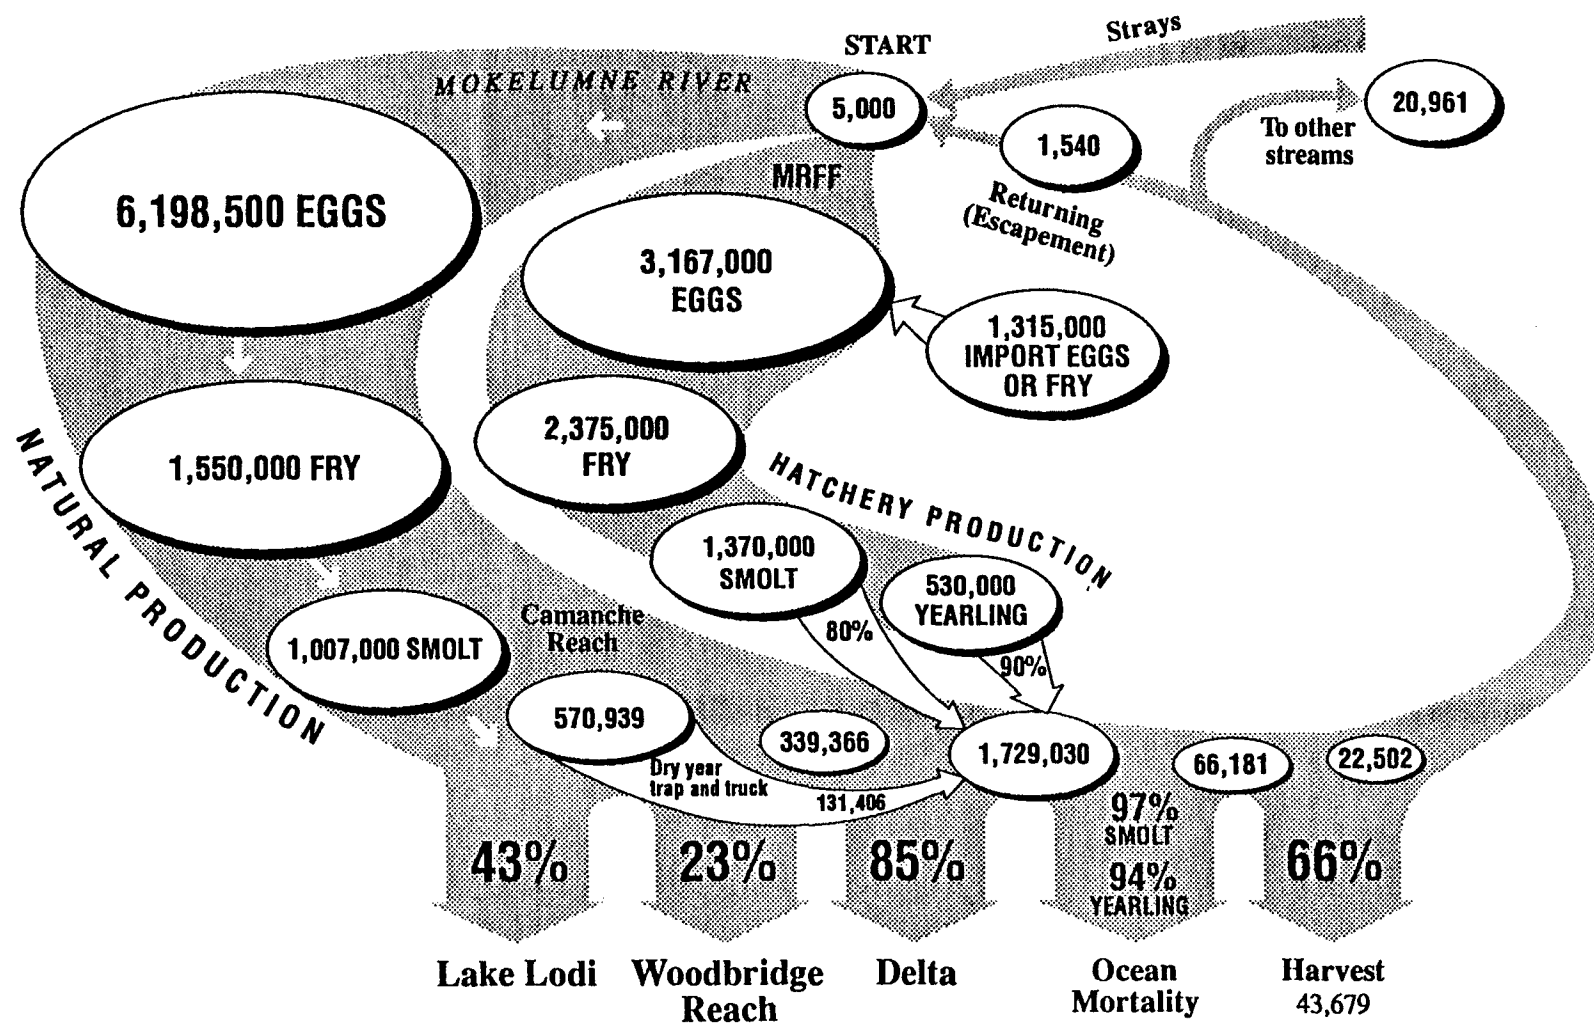 START
Strays
MOKELUMNE RIVER
5,000
20,961
To other
streams
1,540
Returning
(Escapement)
MRFF
6,198,500 EGGS
3,167,000
EGGS
1,315,000
IMPORT EGGS
OR FRY
1,550,000 FRY
2,375,000
FRY
NATURAL PRODUCTION
HATCHERY PRODUCTION
1,370,000
SMOLT
530,000
YEARLING
80%
90%
1,007,000 SMOLT
Camanche
Reach
570,939
339,366
1,729,030
66,181
22,502
Dry year
trap and truck
131,406
97%
SMOLT
94%
YEARLING
43%
23%
85%
66%
Lake Lodi
Woodbridge
Reach
Delta
Ocean
Mortality
Harvest
43,679